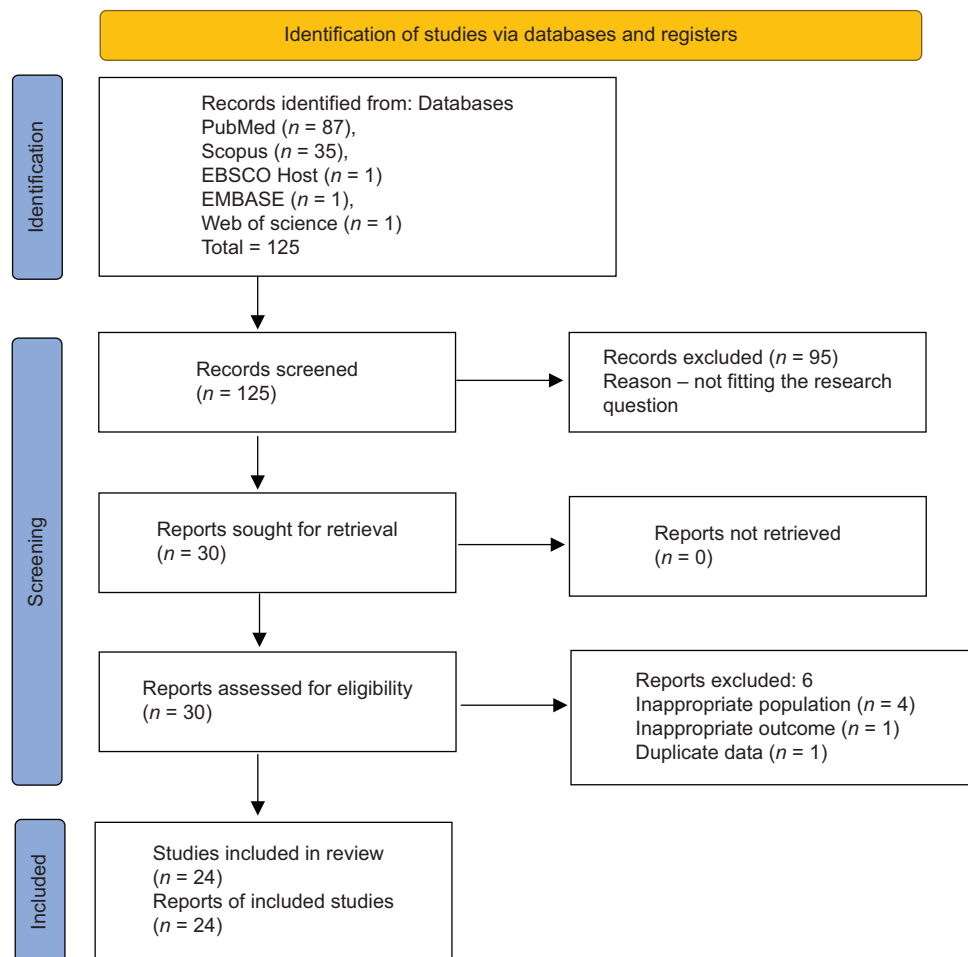 Identification of studies via databases and registers
Identification
Records identified from: Databases
PubMed (n = 87),
Scopus (n = 35),
EBSCO Host (n = 1)
EMBASE (n = 1),
Web of science (n = 1)
Total = 125
Screening
Records screened
(n = 125)
Records excluded (n = 95)
Reason – not fitting the research
question
Reports sought for retrieval
(n = 30)
Reports not retrieved
(n = 0)
Reports assessed for eligibility
(n = 30)
Reports excluded: 6
Inappropriate population (n = 4)
Inappropriate outcome (n = 1)
Duplicate data (n = 1)
Included
Studies included in review
(n = 24)
Reports of included studies
(n = 24)